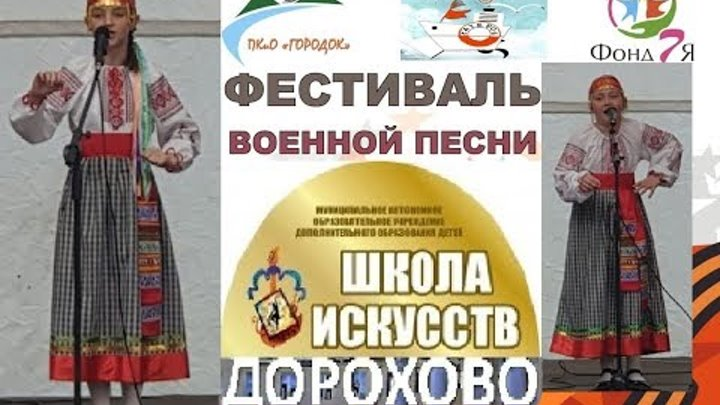 ПКиО «ГОРОДОК»
Фонд 7Я
ФЕСТИВАЛЬ
ВОЕННОЙ ПЕСНИ
МУНИЦИПАЛЬНОЕ АВТОНОМНОЕ
ОБРАЗОВАТЕЛЬНОЕ УЧРЕЖДЕНИЕ
ДОПОЛНИТЕЛЬНОГО ОБРАЗОВАНИЯ ДЕТЕЙ
ШКОЛА
ИСКУССТВ
ДОРОХОВО